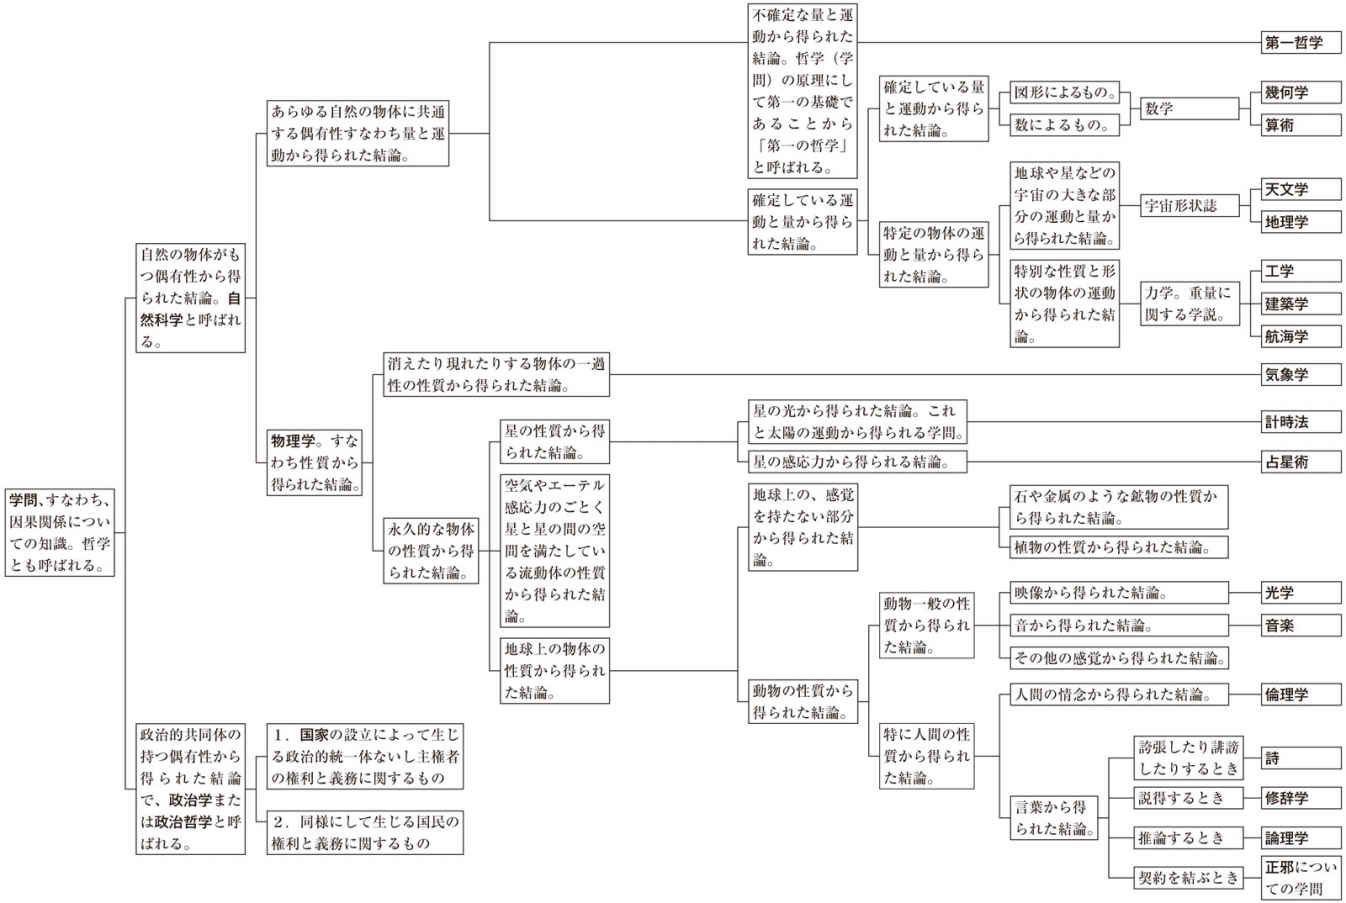 学問、すなわち、
因果関係につい
ての知識。哲学
とも呼ばれる。
自然の物体がも
つ偶有性から得
られた結論。自
然科学と呼ばれ
る。
あらゆる自然の物体に共通
する偶有性すなわち量と運
動から得られた結論。
不確定な量と運
動から得られた
結論。哲学（学
問）の原理にし
て第一の基礎で
あることから
「第一の哲学」
と呼ばれる。
第一哲学
確定している運
動と量から得ら
れた結論。
確定している量
と運動から得ら
れた結論。
図形によるもの。
数によるもの。
数学
幾何学
算術
特定の物体の運
動と量から得ら
れた結論。
地球や星などの
宇宙の大きな部
分の運動と量か
ら得られた結論。
宇宙形状誌
天文学
地理学
特別な性質と形
状の物体の運動
から得られた結
論。
力学。重量に
関する学説。
工学
建築学
航海学
物理学。すな
わち性質から
得られた結論。
消えたり現れたりする物体の一過
性の性質から得られた結論。
気象学
永久的な物体
の性質から得
られた結論。
星の性質から得
られた結論。
星の光から得られた結論。これ
と太陽の運動から得られる学問。
計時法
星の感応力から得られる結論。
占星術
空気やエーテル
感応力のごとく
星と星の間の空
間を満たしてい
る流動体の性質
から得られた結
論。
地球上の物体の
性質から得られ
た結論。
地球上の、感覚
を持たない部分
から得られた結
論。
石や金属のような鉱物の性質か
ら得られた結論。
植物の性質から得られた結論。
動物の性質から
得られた結論。
動物一般の性
質から得られ
た結論。
映像から得られた結論。
光学
音から得られた結論。
音楽
その他の感覚から得られた結論。
特に人間の性
質から得られ
た結論。
人間の情念から得られた結論。
倫理学
言葉から得
られた結論。
誇張したり誹謗
したりするとき
詩
説得するとき
修辞学
推論するとき
論理学
契約を結ぶとき
正邪につい
ての学問
政治的共同体の
持つ偶有性から
得られた結論
で、政治学また
は政治哲学と呼
ばれる。
１．国家の設立によって生じ
る政治的統一体ないし主権者
の権利と義務に関するもの
２．同様にして生じる国民の
権利と義務に関するもの